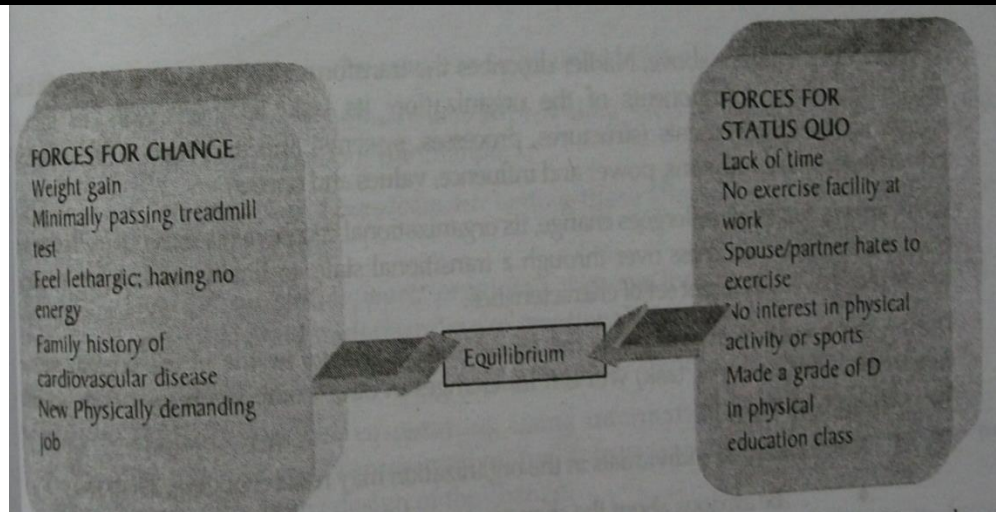 FORCES FOR CHANGE
Weight gain
Minimally passing treadmill
test
Feel lethargic; having no
energy
Family history of
cardiovascular disease
New Physically demanding
job
Equilibrium
FORCES FOR
STATUS QUO
Lack of time
No exercise facility at
work
Spouse/partner hates to
exercise
No interest in physical
activity or sports
Made a grade of D
in physical
education class